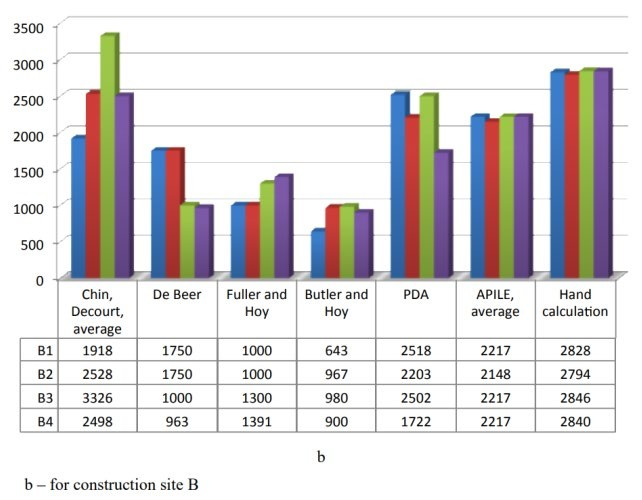 3500
3000
2500
2000
1500
1000
500
0
Chin, Decourt, average De Beer Fuller and Hoy Butler and Hoy PDA APILE, average Hand calculation
B1 1918 1750 1000 643 2518 2217 2828
B2 2528 1750 1000 967 2203 2148 2794
B3 3326 1000 1300 980 2502 2217 2846
B4 2498 963 1391 900 1722 2217 2840
b
b – for construction site B